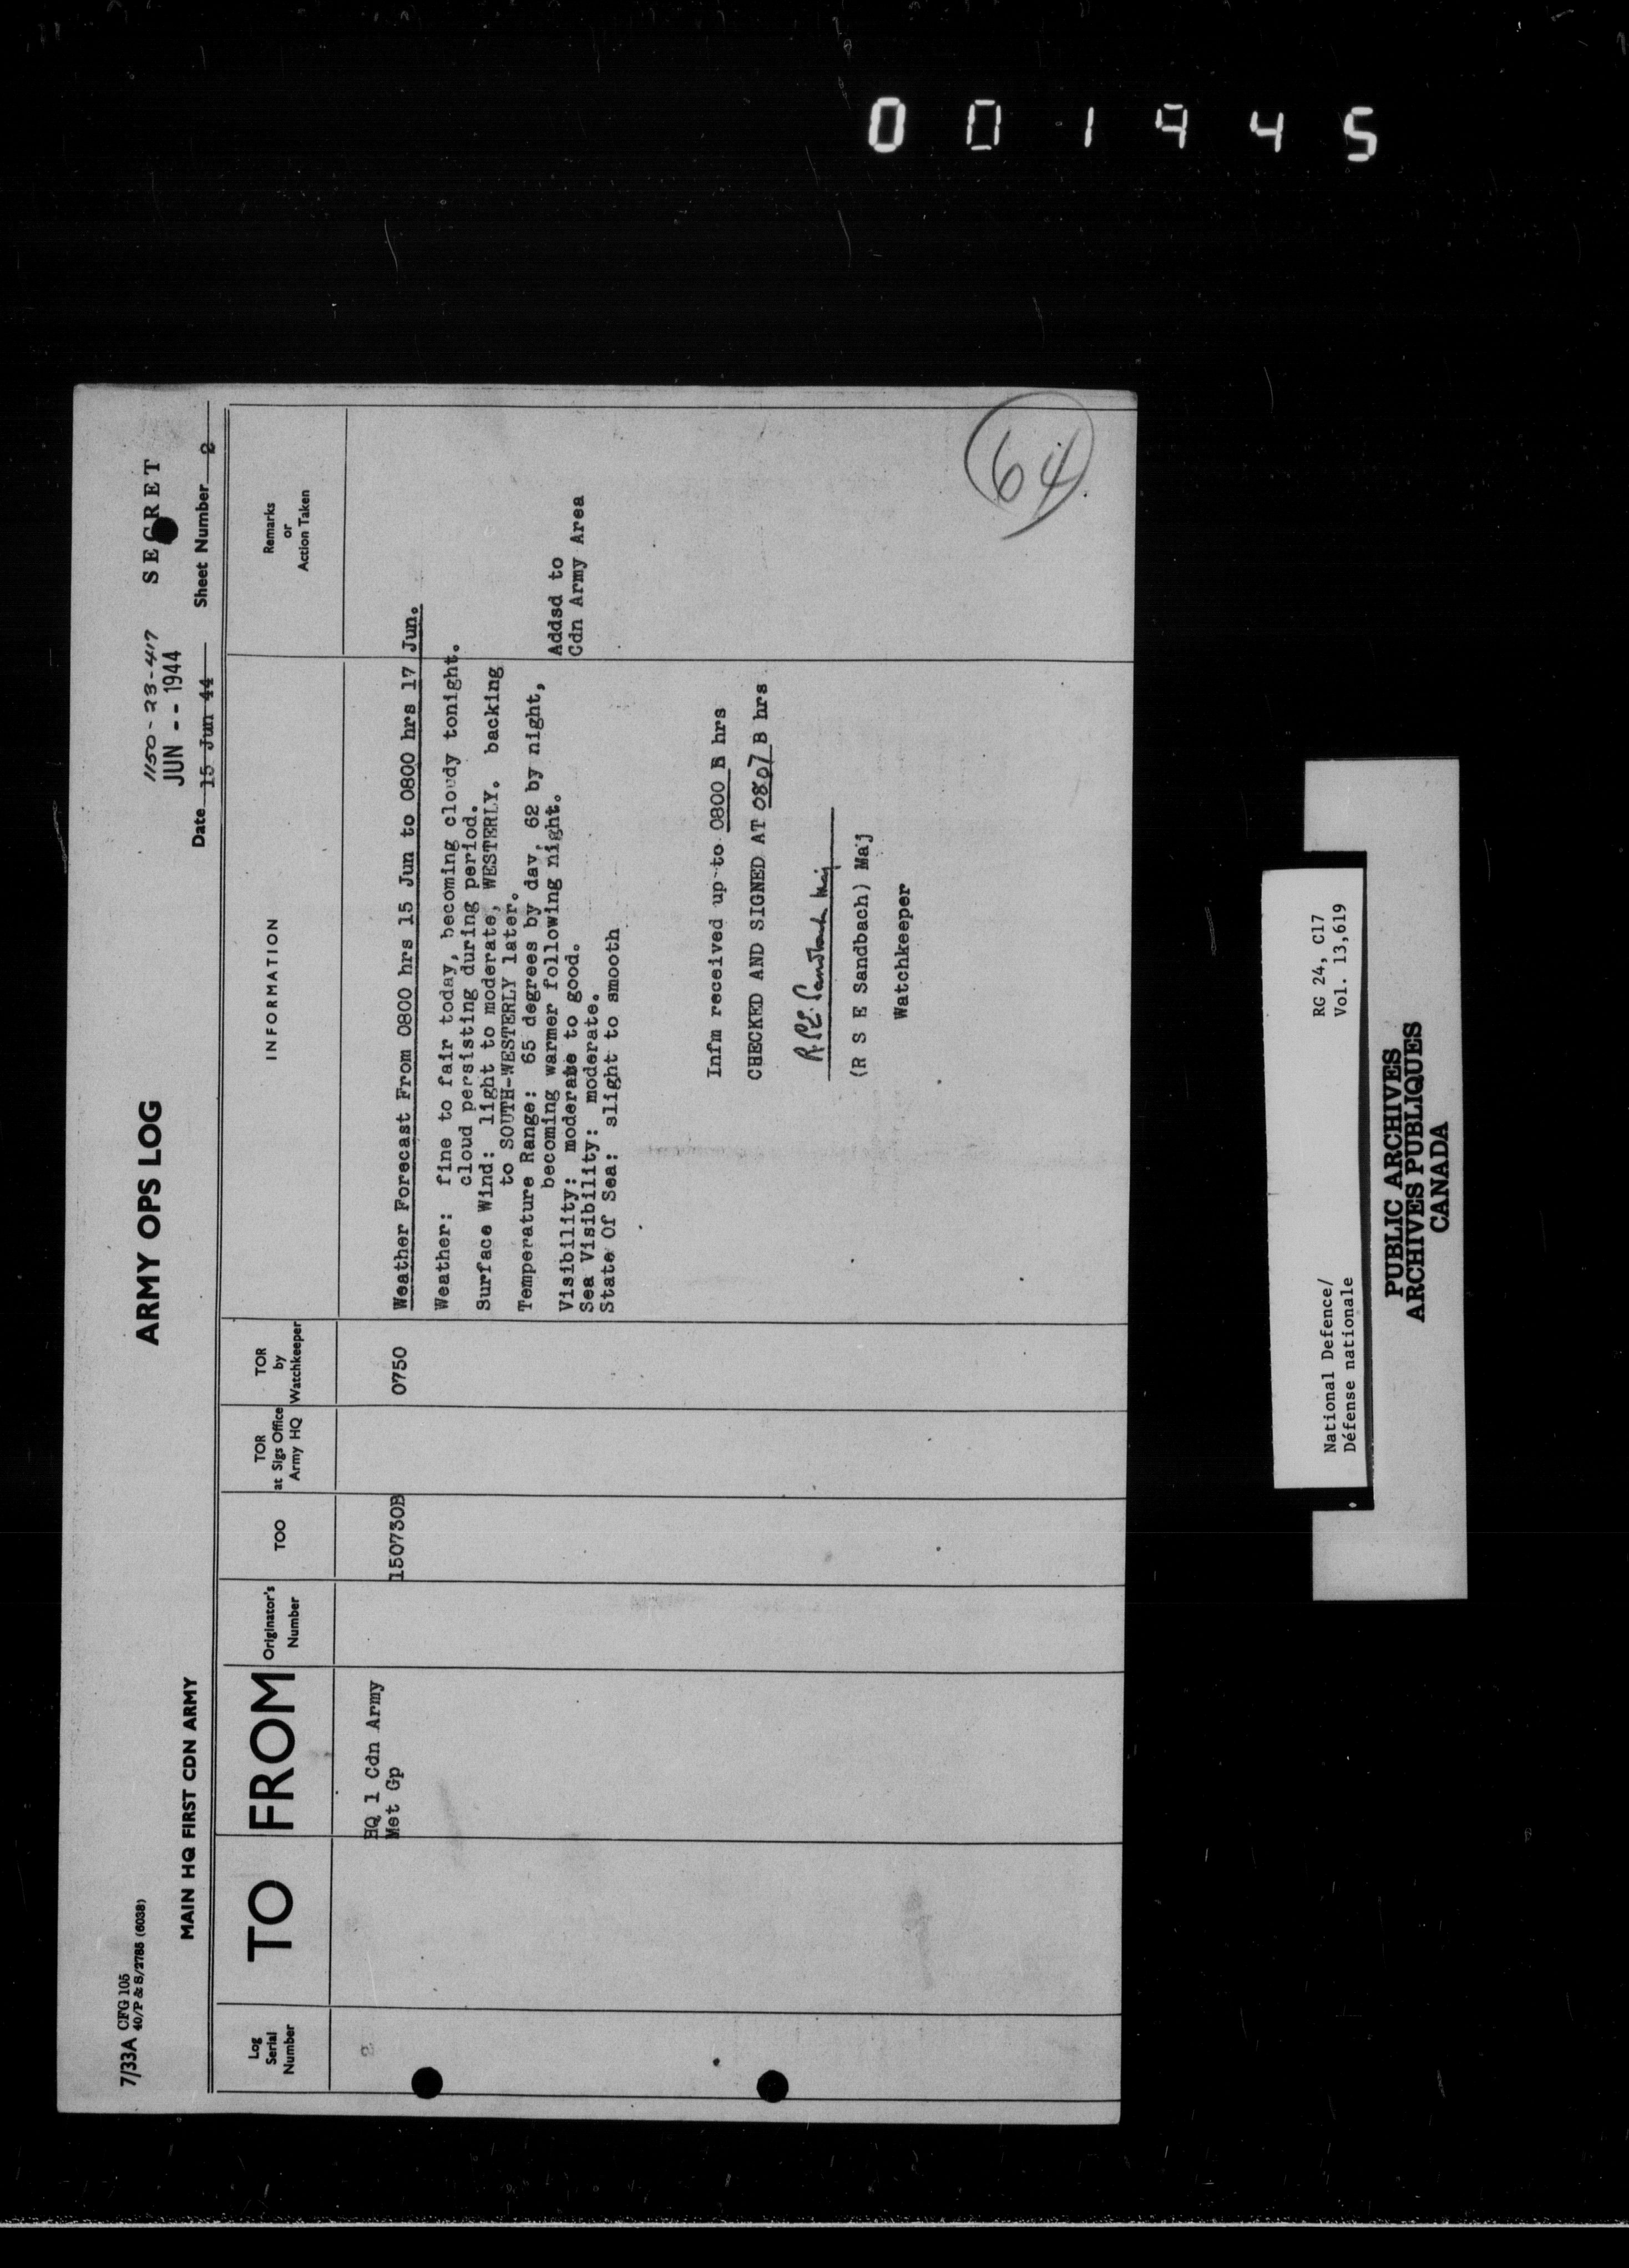 001945
7/33A CFG 105
40/P & S/2785 (6038)
MAIN HQ FIRST CDN ARMY
ARMY OPS LOG
1150-23-417
SECRET
JUN -- 1944
Date 15 Jun 44
Sheet Number 2
Log
Serial
Number
TO
FROM
Originator's
Number
TOO
TOR
at Sigs Office
Army HQ
TOR
by
Watchkeeper
INFORMATION
Remarks
or
Action Taken
2
HQ 1 Cdn Army
Met Gp
150730B
0750
Weather Forecast From 0800 hrs 15 Jun to 0800 hrs 17 Jun.
Weather: fine to fair today, becoming cloudy tonight.
cloud persisting during period.
Surface Wind: light to moderate, WESTERLY. backing
to SOUTH-WESTERLY later.
Temperature Range: 65 degrees by day, 62 by night,
becoming warmer following night.
Visibility: moderate to good.
Sea Visibility: moderate.
State Of Sea: slight to smooth
Addsd to
Cdn Army Area
Infm received up to 0800 B hrs
CHECKED AND SIGNED AT 0807 B hrs
R.S.E. Sandbach Maj
(R S E Sandbach) Maj
Watchkeeper
64
National Defence/
Défense nationale
RG 24, C17
Vol. 13,619
PUBLIC ARCHIVES
ARCHIVES PUBLIQUES
CANADA